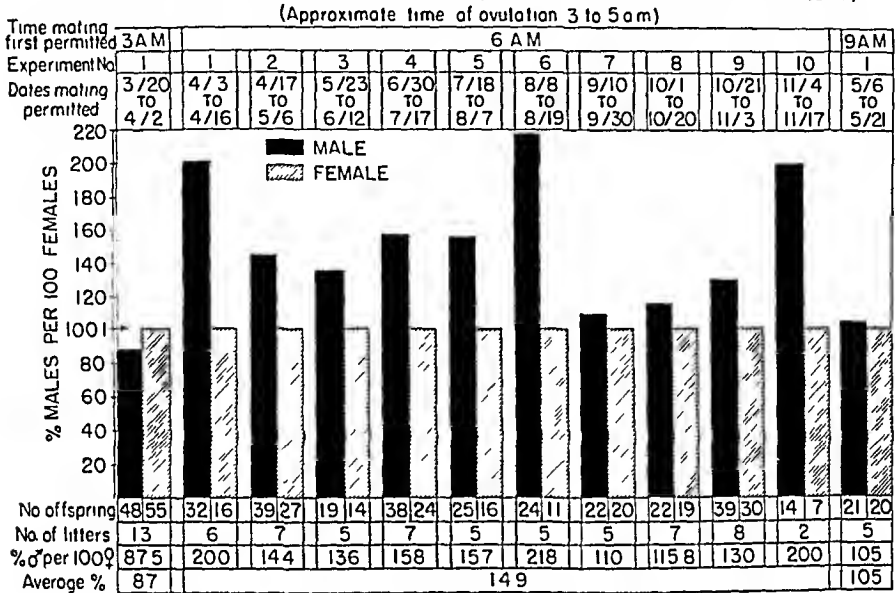 (Approximate time of ovulation 3 to 5 am)
Time mating first permitted 3 AM 6 AM 9 AM
Experiment No 1 1 2 3 4 5 6 7 8 9 10 1
Dates mating permitted 3/20 TO 4/2 4/3 TO 4/16 4/17 TO 5/6 5/23 TO 6/12 6/30 TO 7/17 7/18 TO 8/7 8/8 TO 8/19 9/10 TO 9/30 10/1 TO 10/20 10/21 TO 11/3 11/4 TO 11/17 5/6 TO 5/21
220
200
180
160
140
120
100
80
60
40
20
% MALES PER 100 FEMALES
MALE
FEMALE
No offspring 48 55 32 16 39 27 19 14 38 24 25 16 24 11 22 20 22 19 39 30 14 7 21 20
No. of litters 13 6 7 5 7 5 5 5 7 8 2 5
% ♂ per 100 ♀ 87 5 200 144 136 158 157 218 110 115 8 130 200 105
Average % 87 149 105